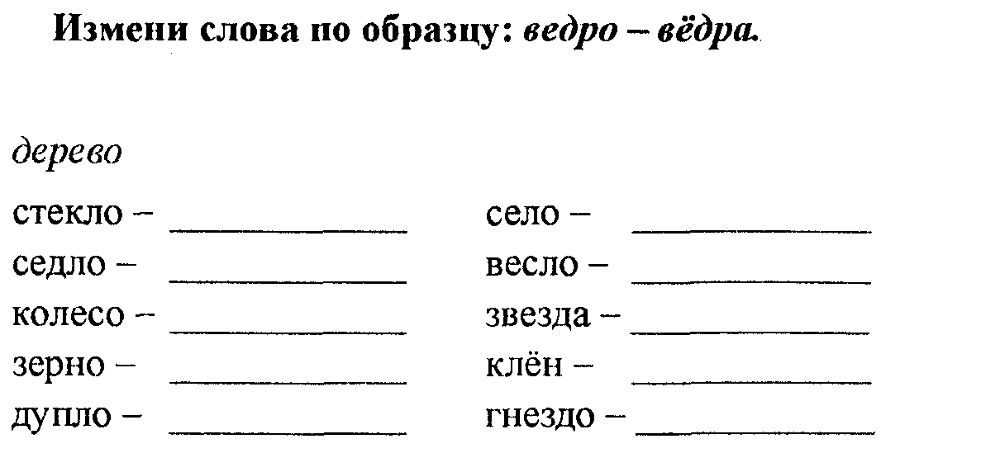 Измени слова по образцу: ведро – вёдра.
дерево
стекло – ____________ село – ____________
седло – ____________ весло – ____________
колесо – ____________ звезда – ____________
зерно – ____________ клён – ____________
дупло – ____________ гнездо – ____________